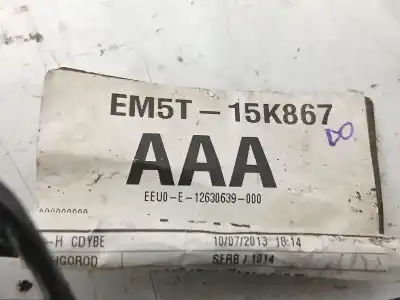 EM5T-15K867
DO
AAA
EEU0-E-12630639-000
-H CDYBE 10/07/2013 18:14
SERB/1014